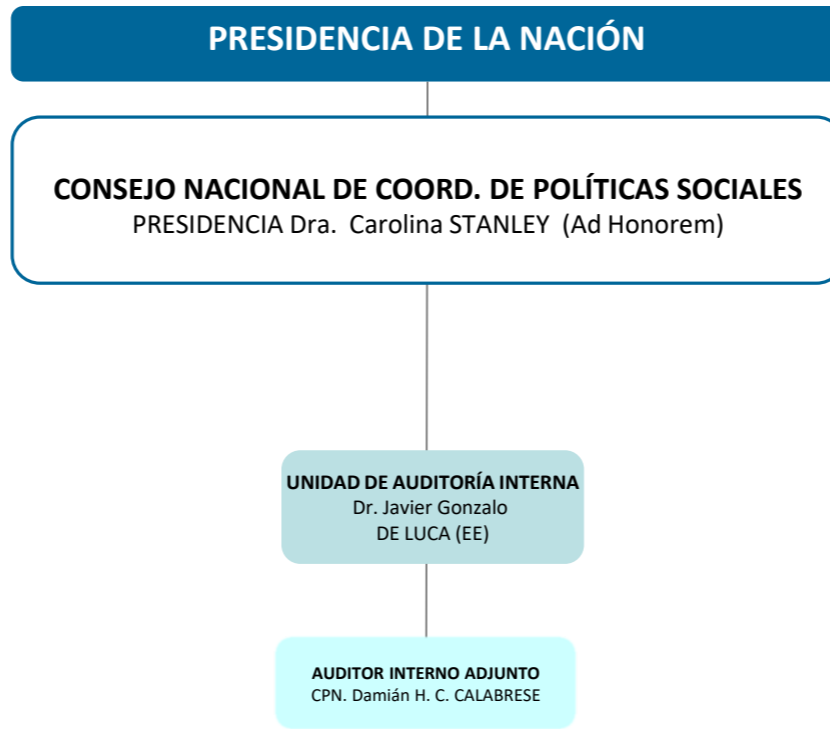 PRESIDENCIA DE LA NACIÓN
CONSEJO NACIONAL DE COORD. DE POLÍTICAS SOCIALES
PRESIDENCIA Dra. Carolina STANLEY (Ad Honorem)
UNIDAD DE AUDITORÍA INTERNA
Dr. Javier Gonzalo
DE LUCA (EE)
AUDITOR INTERNO ADJUNTO
CPN. Damián H. C. CALABRESE